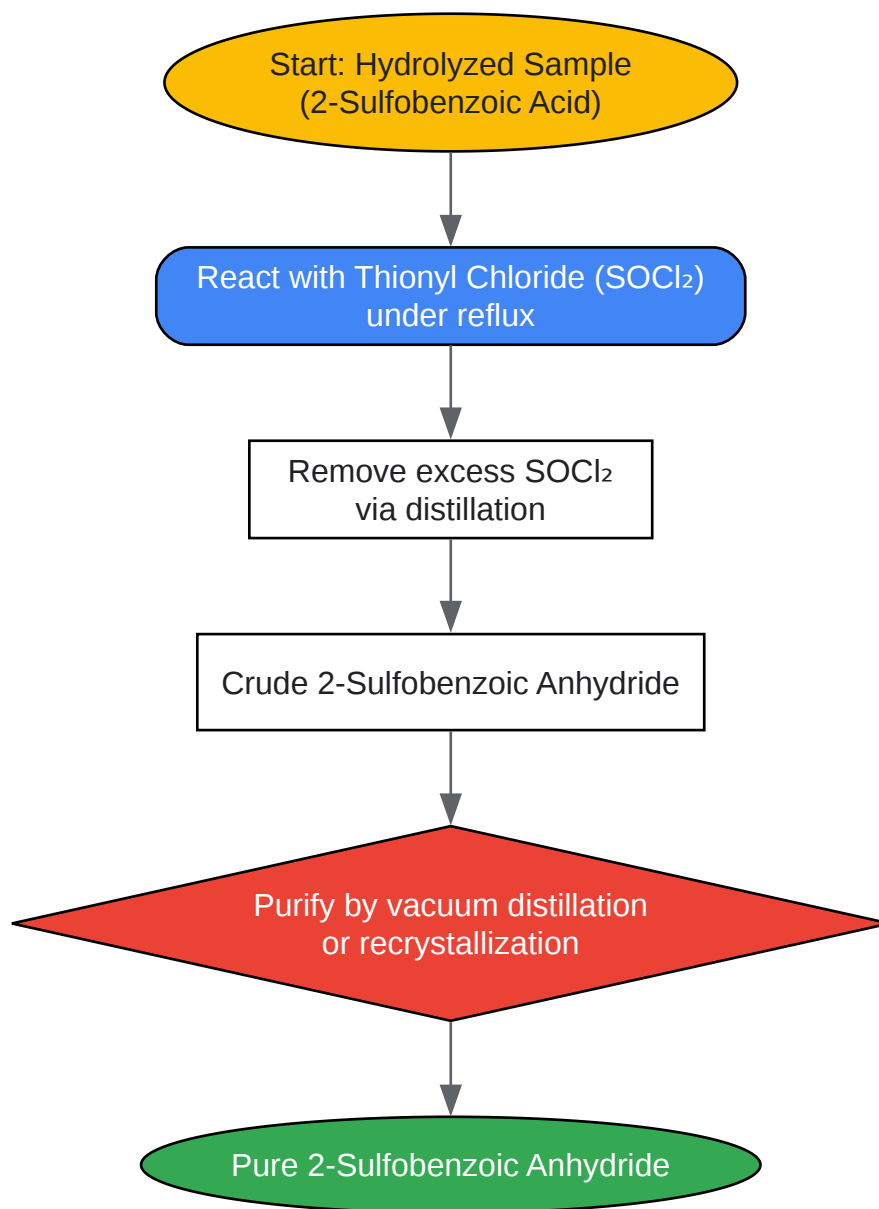 Start: Hydrolyzed Sample
(2-Sulfobenzoic Acid)
React with Thionyl Chloride (SOCl₂)
under reflux
Remove excess SOCl₂
via distillation
Crude 2-Sulfobenzoic Anhydride
Purify by vacuum distillation
or recrystallization
Pure 2-Sulfobenzoic Anhydride